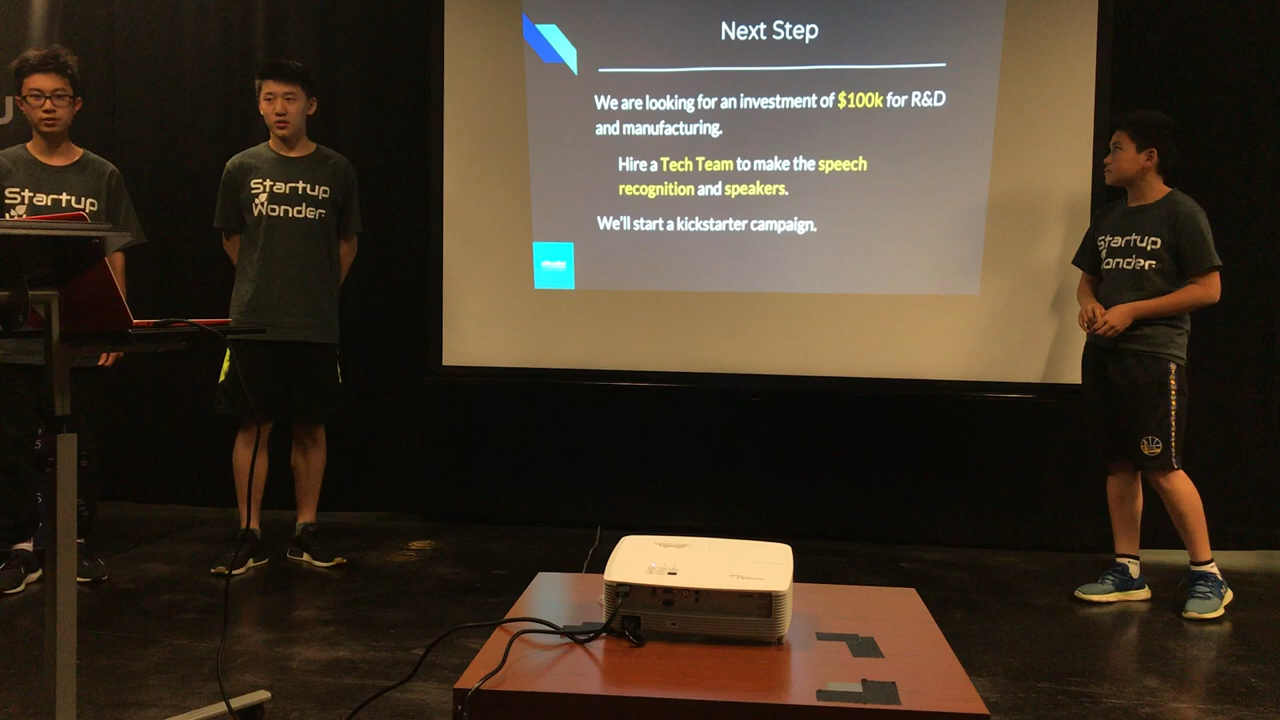 Next Step
We are looking for an investment of $100k for R&D
and manufacturing.
Hire a Tech Team to make the speech
recognition and speakers.
We'll start a kickstarter campaign.
Startup
Wonder
Startup
Wonder
Startup
Wonder